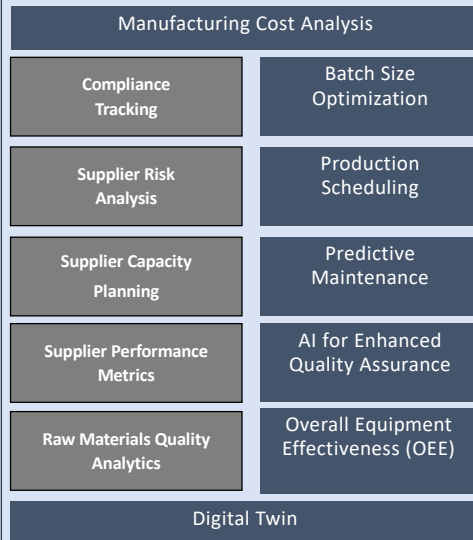 Manufacturing Cost Analysis
Compliance
Tracking
Batch Size
Optimization
Supplier Risk
Analysis
Production
Scheduling
Supplier Capacity
Planning
Predictive
Maintenance
Supplier Performance
Metrics
AI for Enhanced
Quality Assurance
Raw Materials Quality
Analytics
Overall Equipment
Effectiveness (OEE)
Digital Twin